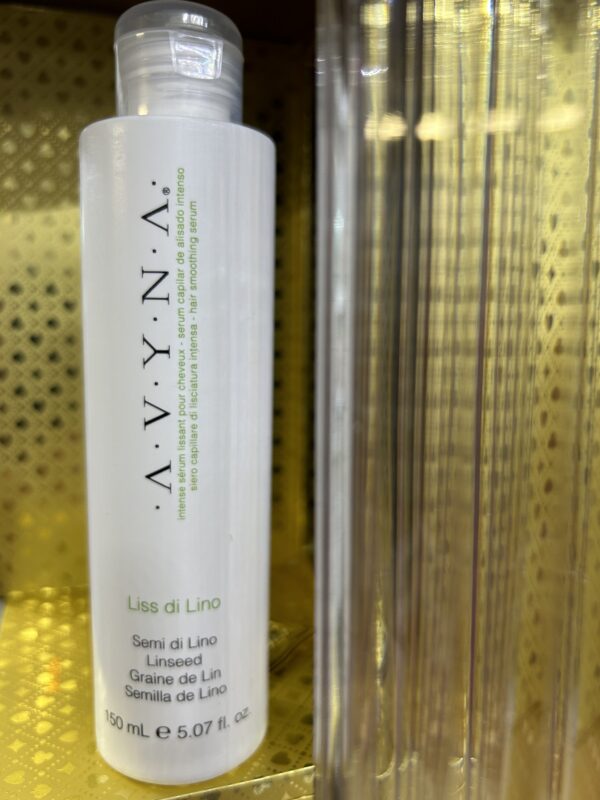 ·A·V·Y·N·A·®
intense sérum lissant pour cheveux - serum capilar de alisado intenso
siero capillare di lisciatura intensa - hair smoothing serum
Liss di Lino
Semi di Lino
Linseed
Graine de Lin
Semilla de Lino
150 mL ℮ 5.07 fl. oz.